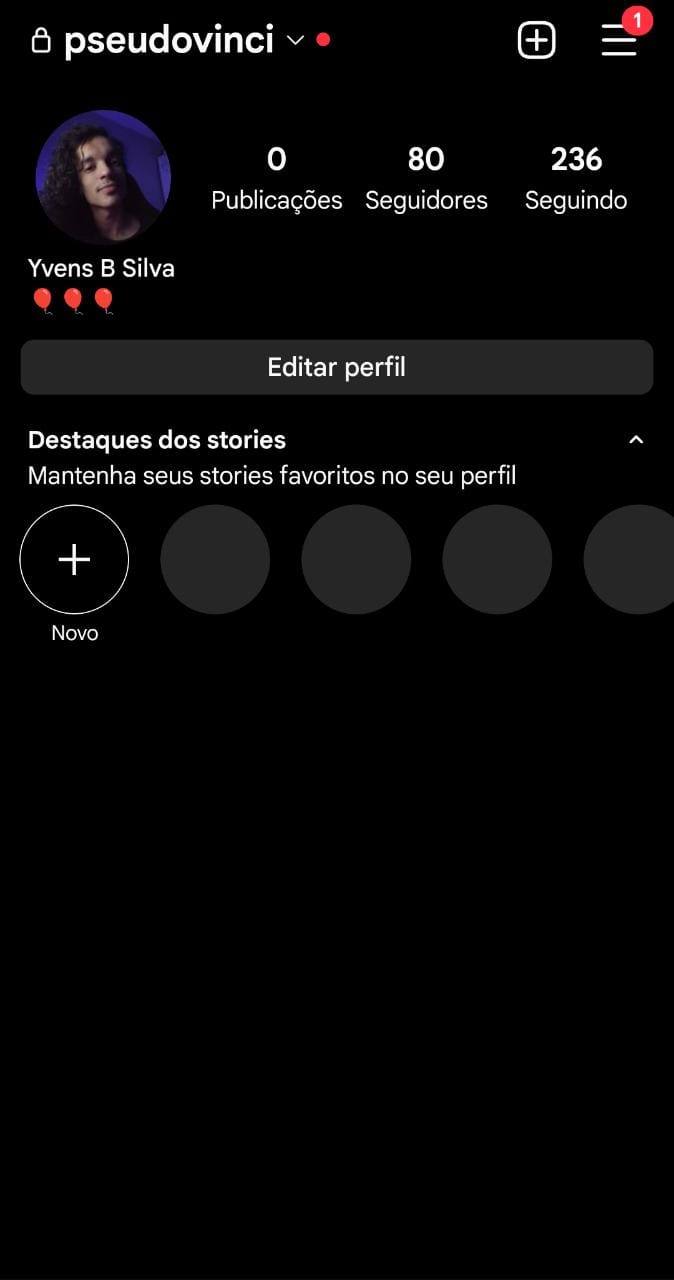 pseudovinci
1
0 80 236
Publicações Seguidores Seguindo
Yvens B Silva
🎈🎈🎈
Editar perfil
Destaques dos stories
Mantenha seus stories favoritos no seu perfil
Novo